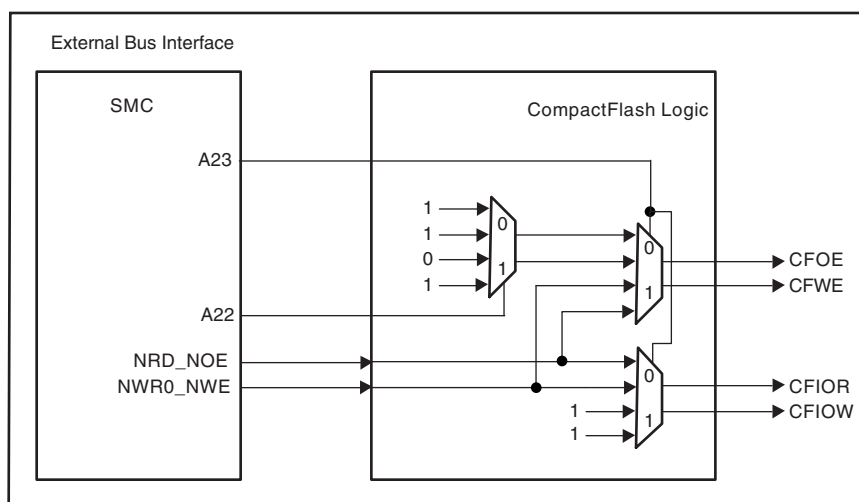 External Bus Interface
SMC
CompactFlash Logic
A23
1
1
0
1
0
1
0
1
CFOE
CFWE
A22
NRD_NOE
NWR0_NWE
1
1
0
1
CFIOR
CFIOW